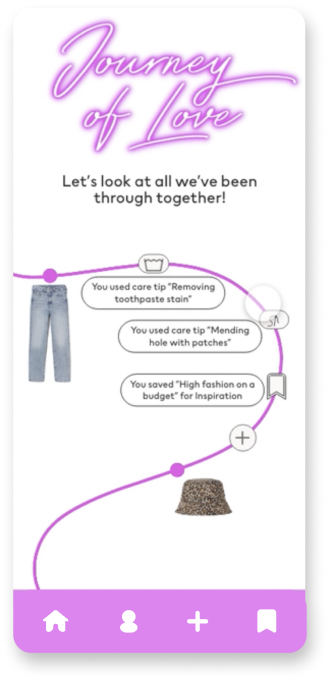 Journey
of Love
Let's look at all we've been
through together!
You used care tip "Removing
toothpaste stain"
You used care tip "Mending
hole with patches"
You saved "High fashion on a
budget" for Inspiration